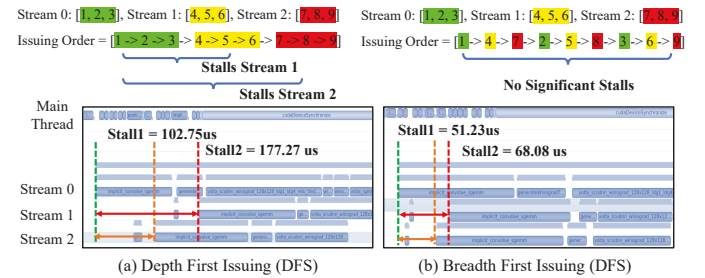 Stream 0: [1, 2, 3], Stream 1: [4, 5, 6], Stream 2: [7, 8, 9]
Issuing Order = [1 -> 2 -> 3 -> 4 -> 5 -> 6 -> 7 -> 8 -> 9]
Stalls Stream 1
Stalls Stream 2
Main Thread
cudaDeviceSynchronize
Stall1 = 102.75us
Stall2 = 177.27 us
Stream 0
implicit_convolve_sgemm
Stream 1
implicit_convolve_sgemm
Stream 2
implicit_convolve_sgemm
(a) Depth First Issuing (DFS)
Stream 0: [1, 2, 3], Stream 1: [4, 5, 6], Stream 2: [7, 8, 9]
Issuing Order = [1 -> 4 -> 7 -> 2 -> 5 -> 8 -> 3 -> 6 -> 9]
No Significant Stalls
cudaDeviceSynchronize
Stall1 = 51.23us
Stall2 = 68.08 us
implicit_convolve_sgemm
implicit_convolve_sgemm
implicit_convolve_sgemm
(b) Breadth First Issuing (BFS)